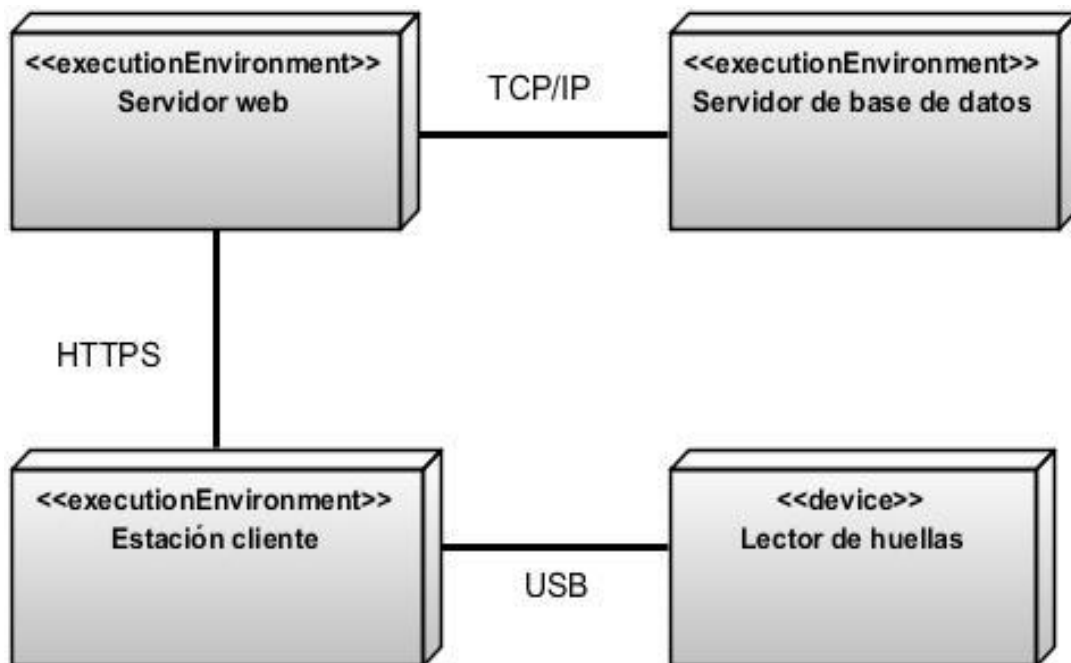 <<executionEnvironment>>
Servidor web
TCP/IP
<<executionEnvironment>>
Servidor de base de datos
HTTPS
<<executionEnvironment>>
Estación cliente
USB
<<device>>
Lector de huellas